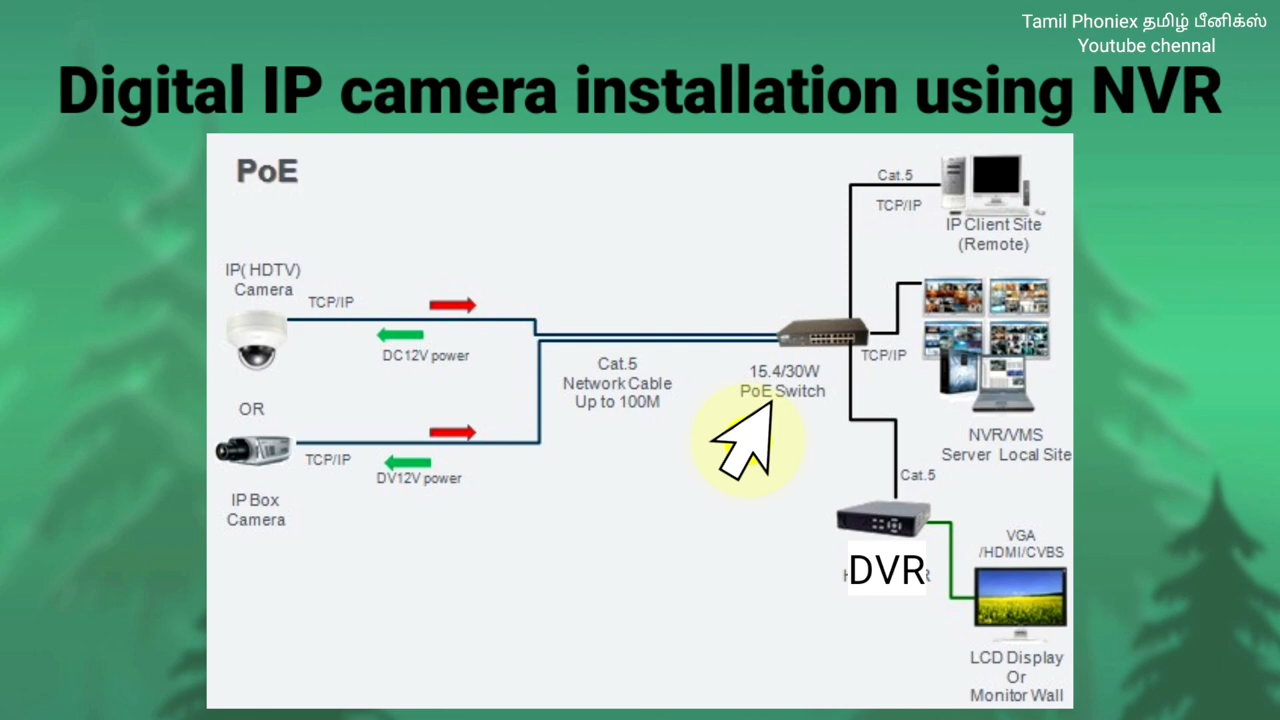 Tamil Phoniex தமிழ் பீனிக்ஸ்
Youtube chennal
Digital IP camera installation using NVR
PoE
Cat.5
TCP/IP
IP Client Site
(Remote)
IP( HDTV)
Camera
TCP/IP
DC12V power
Cat.5
Network Cable
Up to 100M
15.4/30W
PoE Switch
TCP/IP
OR
NVR/VMS
Server Local Site
TCP/IP
DV12V power
IP Box
Camera
Cat.5
DVR
VGA
/HDMI/CVBS
LCD Display
Or
Monitor Wall